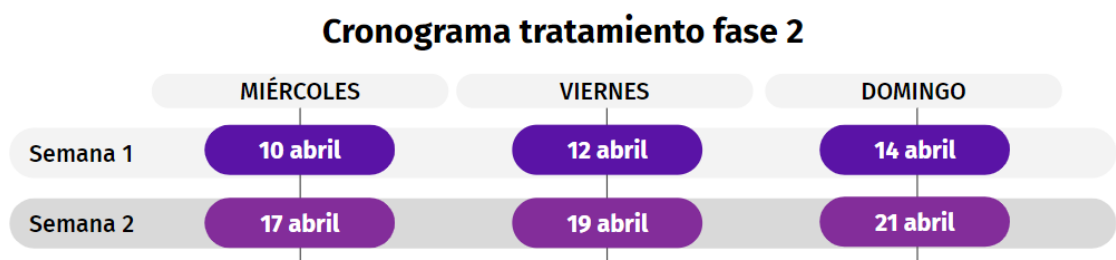 Cronograma tratamiento fase 2
MIÉRCOLES VIERNES DOMINGO
Semana 1 10 abril 12 abril 14 abril
Semana 2 17 abril 19 abril 21 abril